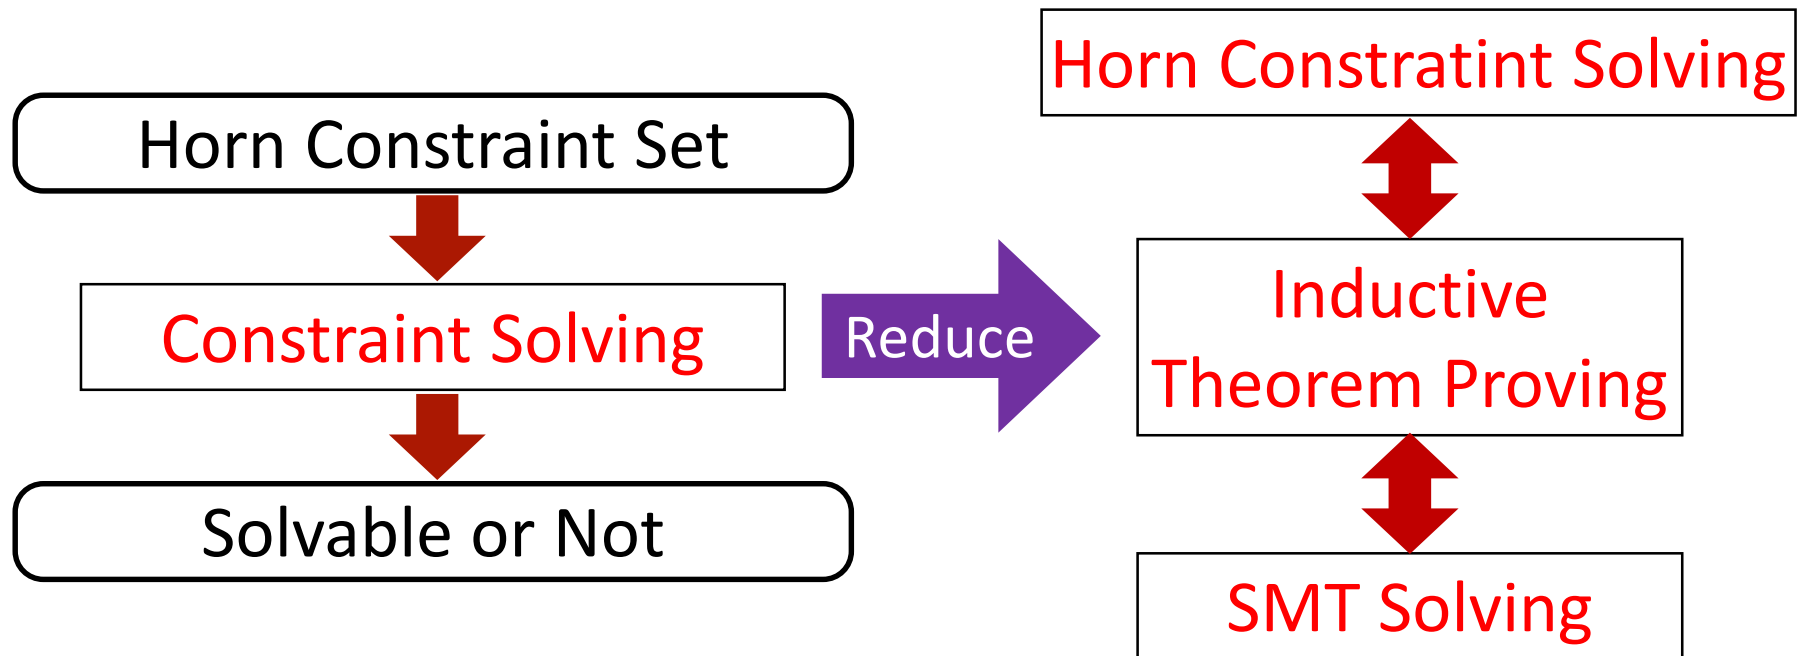 Horn Constraint Set
Constraint Solving
Solvable or Not
Reduce
Horn Constratint Solving
Inductive
Theorem Proving
SMT Solving